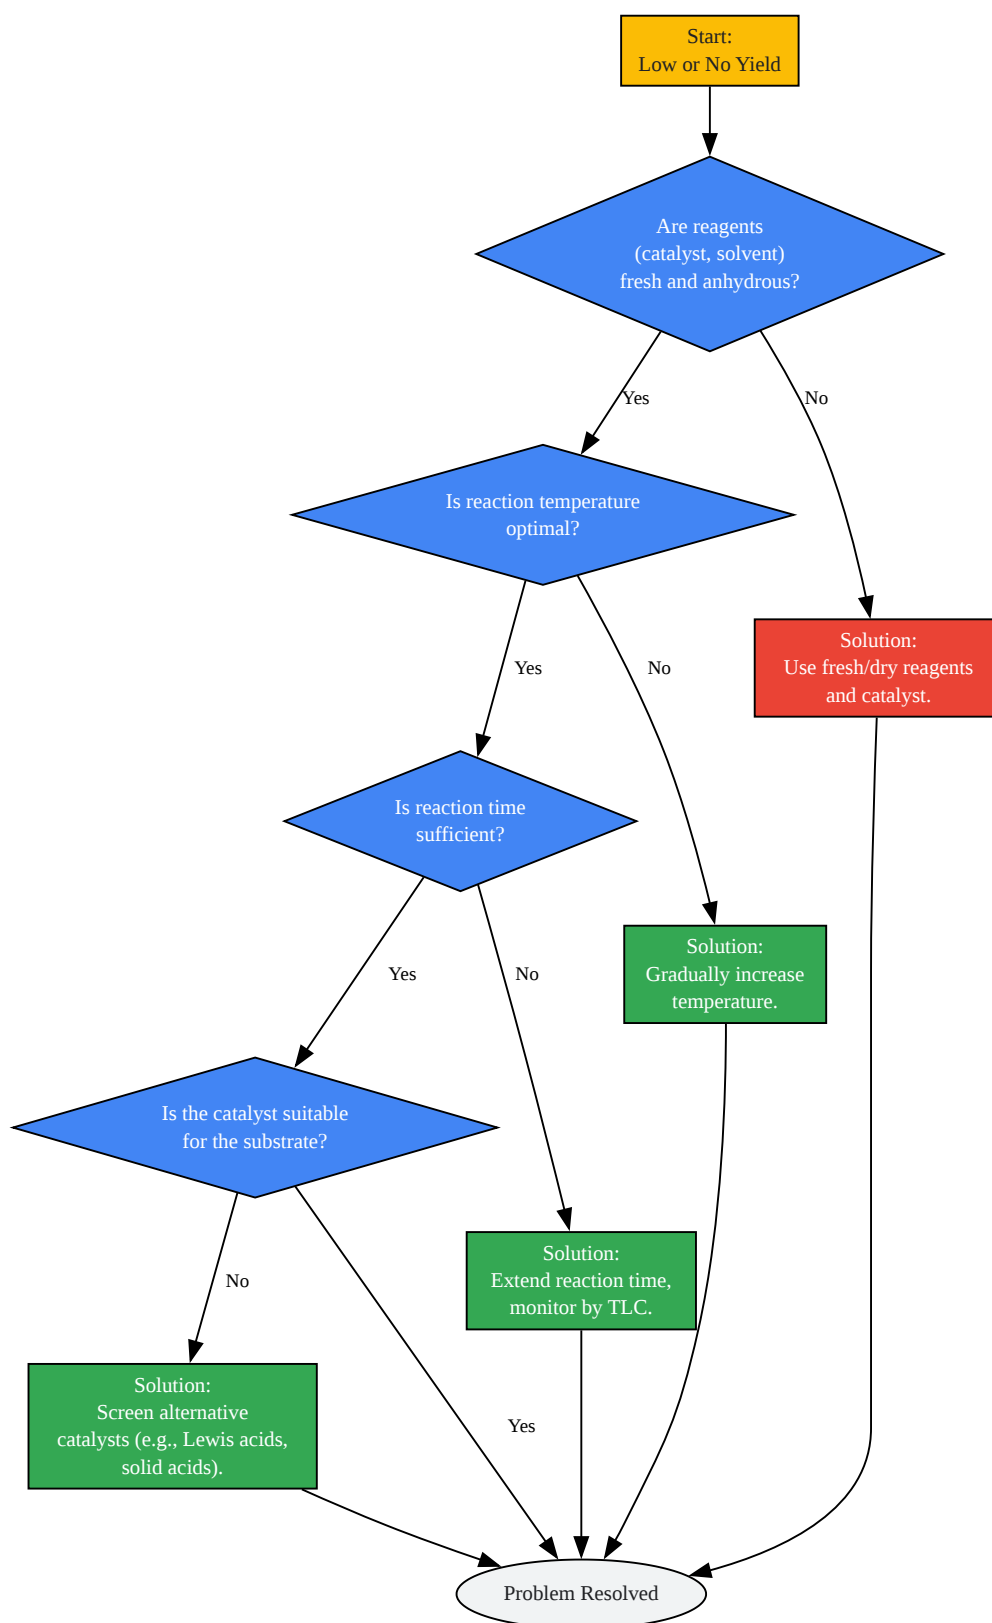 Start:
Low or No Yield
Are reagents
(catalyst, solvent)
fresh and anhydrous?
Yes
No
Is reaction temperature
optimal?
Solution:
Use fresh/dry reagents
and catalyst.
Yes
No
Is reaction time
sufficient?
Solution:
Gradually increase
temperature.
Yes
No
Is the catalyst suitable
for the substrate?
Solution:
Extend reaction time,
monitor by TLC.
No
Yes
Solution:
Screen alternative
catalysts (e.g., Lewis acids,
solid acids).
Problem Resolved